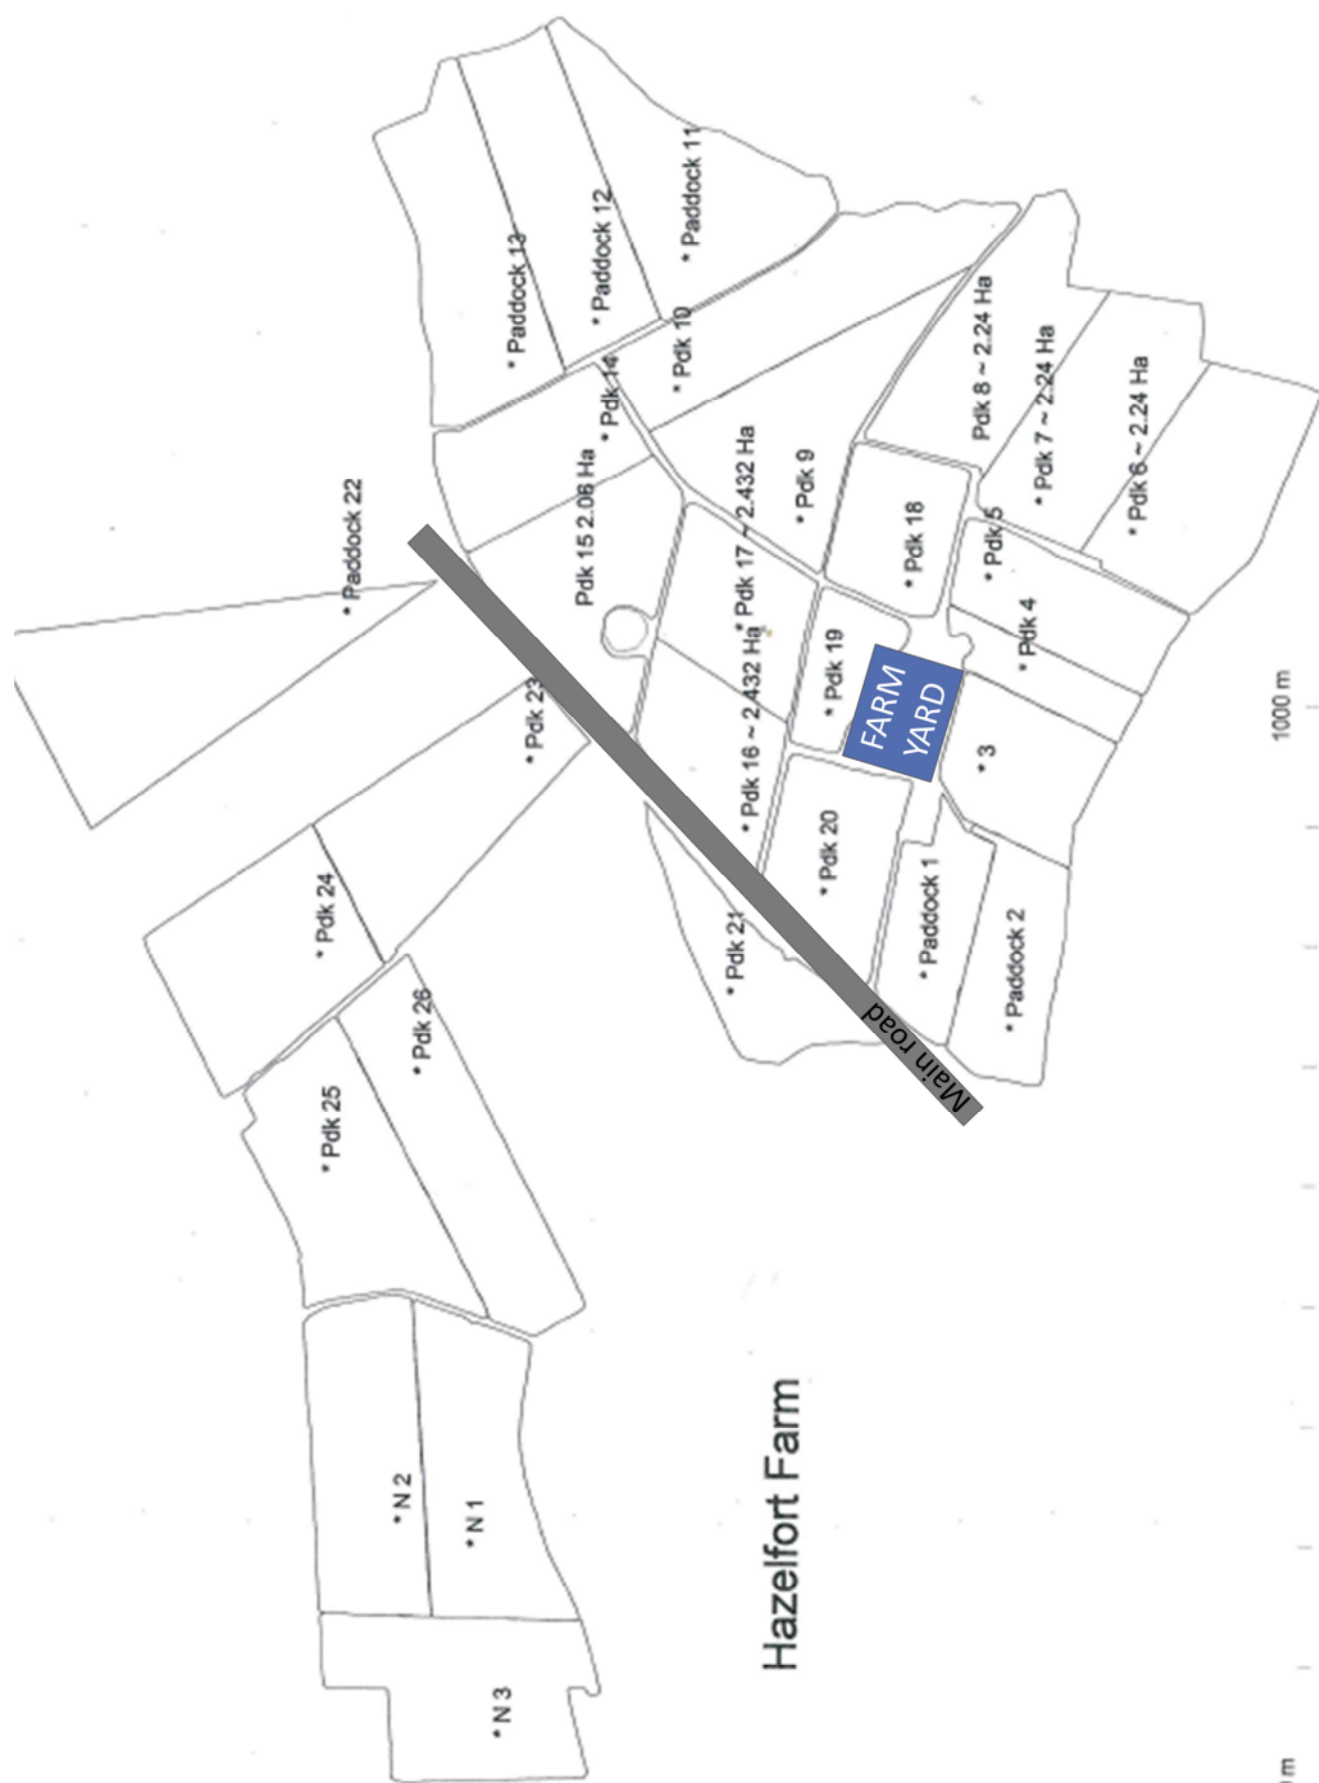 * Paddock 13
* Paddock 12
* Paddock 11
* Pdk 10
* Pdk 14
Pdk 15 2.06 Ha
* Pdk 17 ~ 2.432 Ha
* Pdk 9
Pdk 8 ~ 2.24 Ha
* Pdk 7 ~ 2.24 Ha
* Pdk 6 ~ 2.24 Ha
* Paddock 22
* Pdk 18
* Pdk 5
* Pdk 4
* Pdk 23
* Pdk 16 ~ 2.432 Ha
* Pdk 19
FARM
YARD
* 3
* Pdk 24
* Pdk 21
* Pdk 20
* Paddock 1
* Paddock 2
* Pdk 26
* Pdk 25
Main road
* N 2
* N 1
* N 3
Hazelfort Farm
1000 m
m